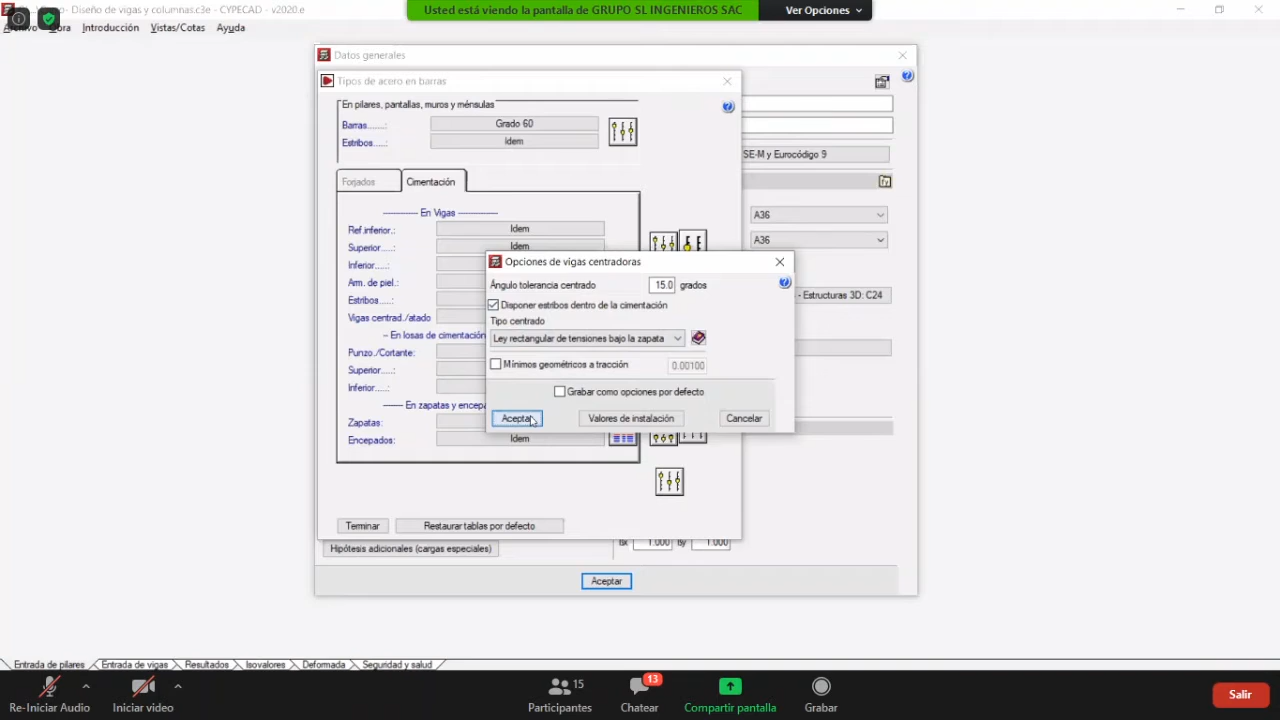 Diseño de vigas y columnas.c3e - CYPECAD - v2020.e
Usted está viendo la pantalla de GRUPO SL INGENIEROS SAC
Ver Opciones
Archivo Obra Introducción Vistas/Cotas Ayuda
Datos generales
Tipos de acero en barras
En pilares, pantallas, muros y ménsulas
Barras.......: Grado 60
Estribos.....: Idem
SE-M y Eurocódigo 9
Forjados Cimentación
En Vigas
Ref.inferior.: Idem
A36
Superior.....: Idem
A36
Inferior.....:
Opciones de vigas centradoras
Arm. de piel.:
Ángulo tolerancia centrado 15.0 grados
Estribos.....:
Disponer estribos dentro de la cimentación
- Estructuras 3D: C24
Vigas centrad./atado
Tipo centrado
-- En losas de cimentación
Ley rectangular de tensiones bajo la zapata
Punzo./Cortante:
Superior.....:
Mínimos geométricos a tracción 0.00100
Inferior.....:
Grabar como opciones por defecto
En zapatas y encepa
Zapatas:
Aceptar Valores de instalación Cancelar
Encepados: Idem
Terminar Restaurar tablas por defecto
Hipótesis adicionales (cargas especiales)
fsx 1.000 fsy 1.000
Aceptar
Entrada de pilares Entrada de vigas Resultados Isovalores Deformada Seguridad y salud
15 13
Re-Iniciar Audio Iniciar video Participantes Chatear Compartir pantalla Grabar Salir